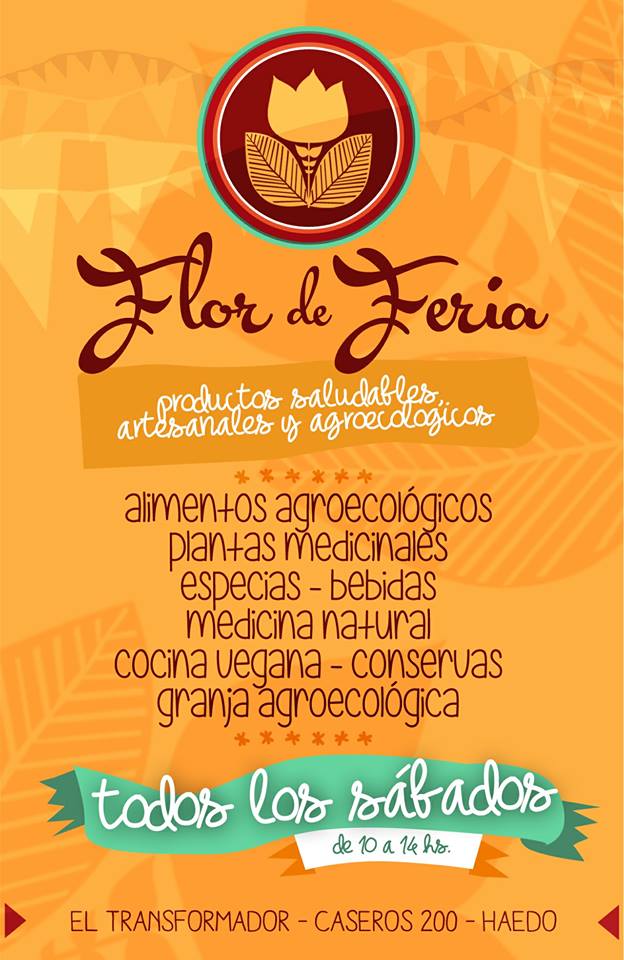 Flor de Feria
productos saludables,
artesanales y agroecologicos
alimentos agroecológicos
plantas medicinales
especias - bebidas
medicina natural
cocina vegana - conservas
granja agroecológica
todos los sábados
de 10 a 14 hs.
EL TRANSFORMADOR - CASEROS 200 - HAEDO